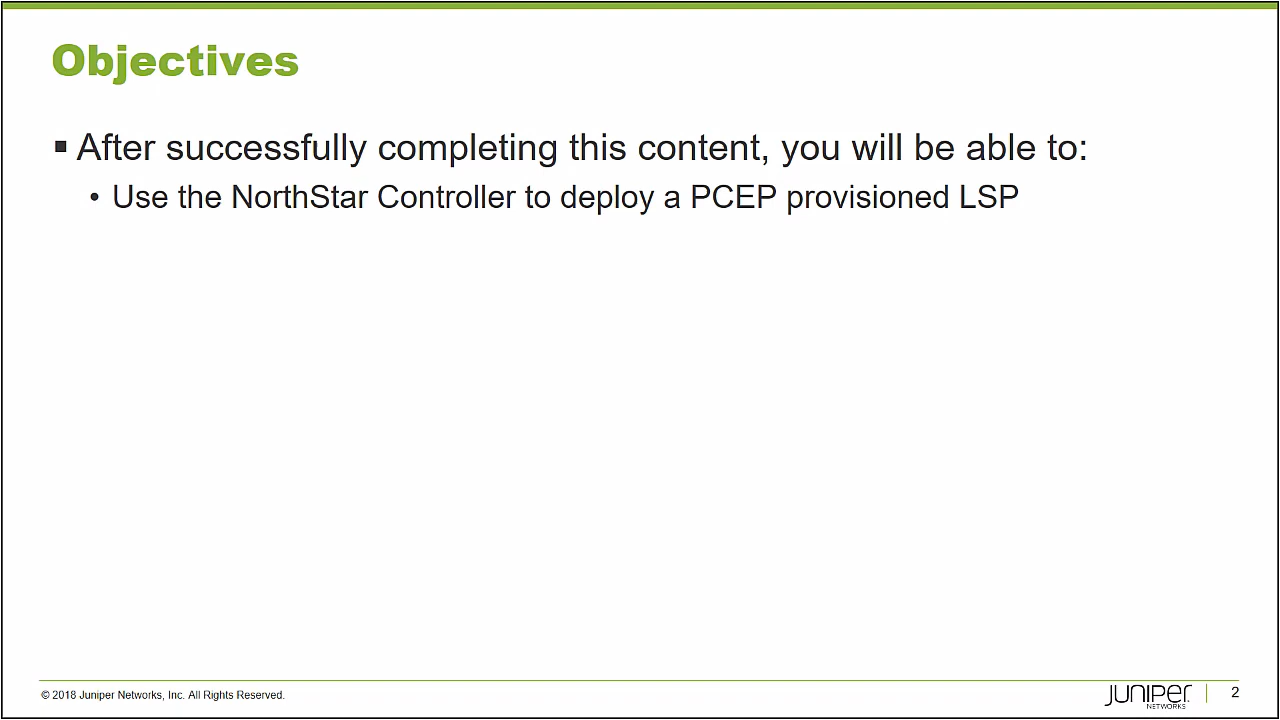 Objectives
▪ After successfully completing this content, you will be able to:
• Use the NorthStar Controller to deploy a PCEP provisioned LSP
© 2018 Juniper Networks, Inc. All Rights Reserved.
JUNIPER
NETWORKS
2